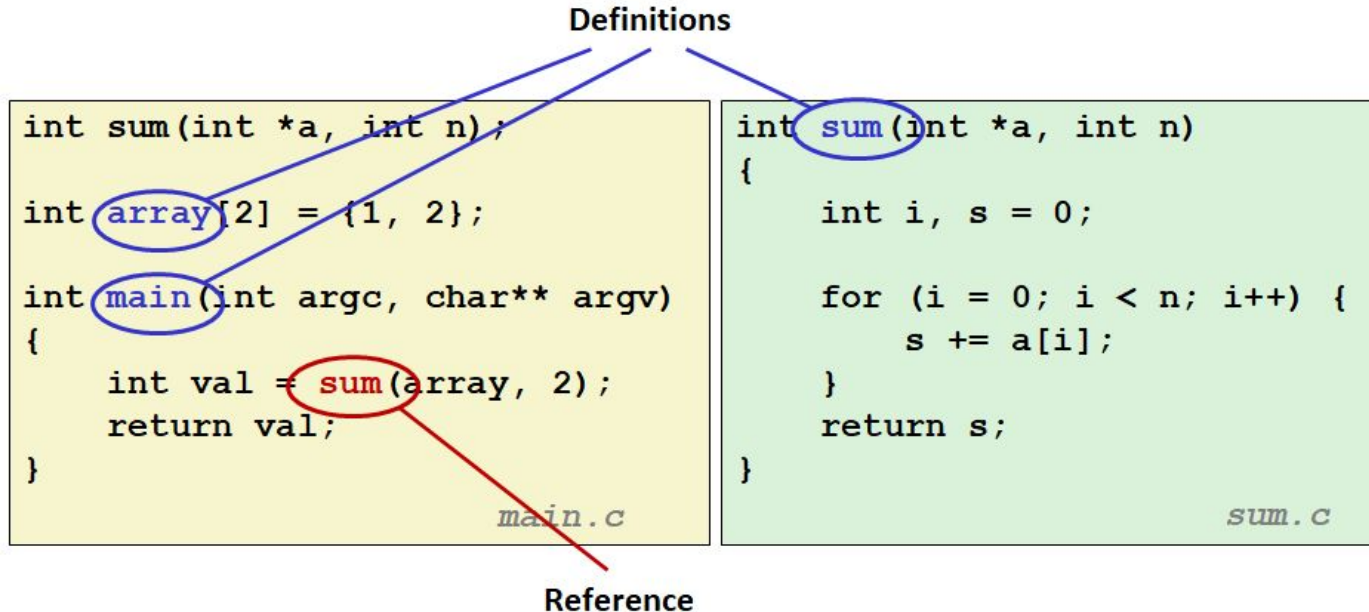 Definitions
int sum(int *a, int n);
int array[2] = {1, 2};
int main(int argc, char** argv)
{
    int val = sum(array, 2);
    return val;
}
main.c
int sum(int *a, int n)
{
    int i, s = 0;
    for (i = 0; i < n; i++) {
        s += a[i];
    }
    return s;
}
sum.c
Reference